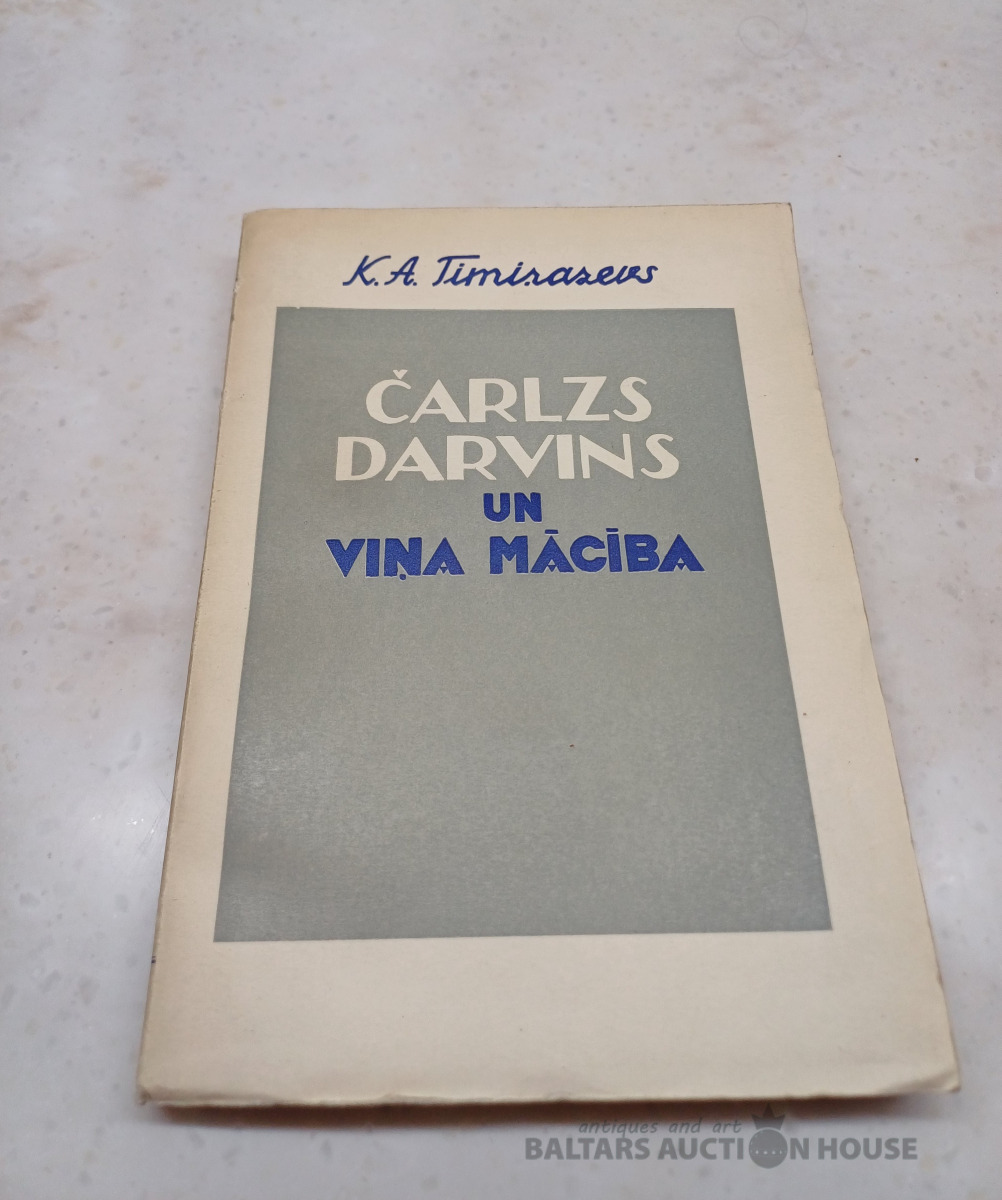 K. A. Timirazevs
ČARLZS
DARVINS
UN
VIŅA MĀCĪBA
antiques and art
BALTARS AUCTION HOUSE